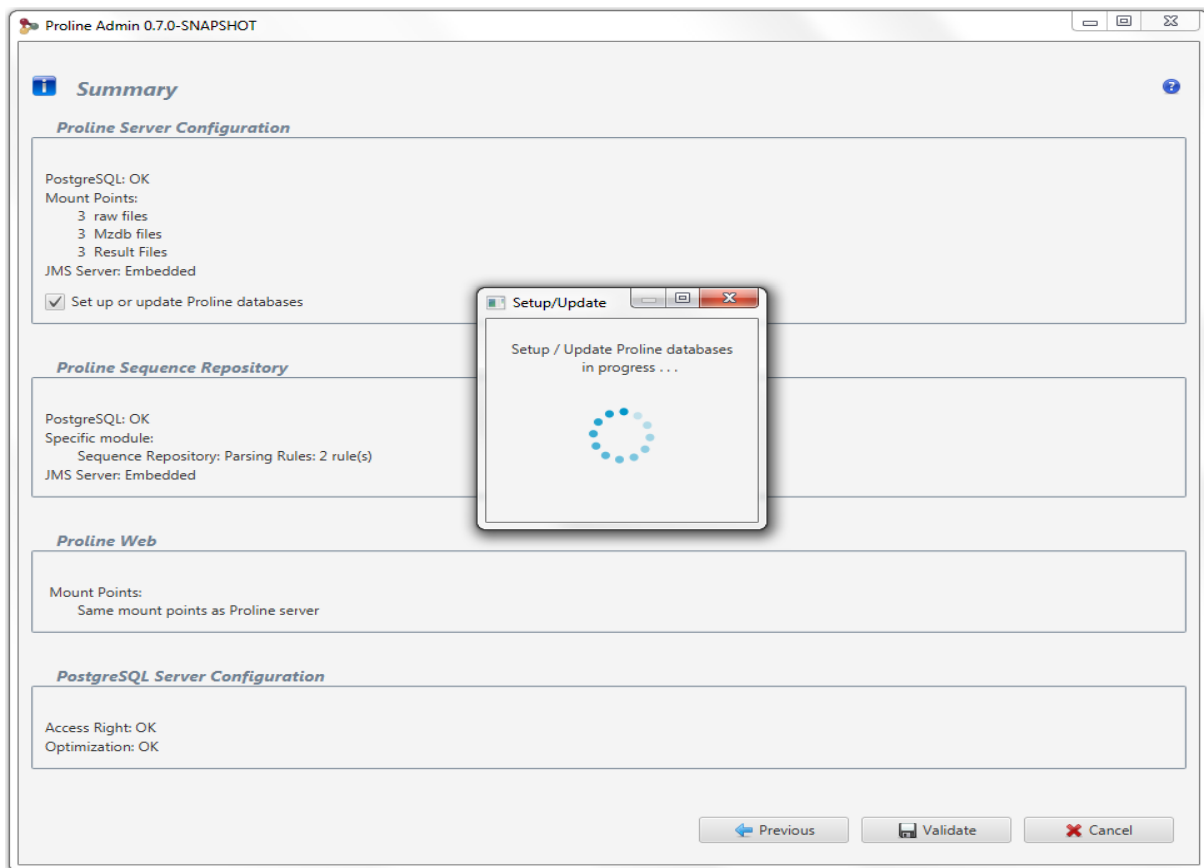 Proline Admin 0.7.0-SNAPSHOT
Summary
Proline Server Configuration
PostgreSQL: OK
Mount Points:
3 raw files
3 Mzdb files
3 Result Files
JMS Server: Embedded
Set up or update Proline databases
Setup/Update
Setup / Update Proline databases
in progress . . .
Proline Sequence Repository
PostgreSQL: OK
Specific module:
Sequence Repository: Parsing Rules: 2 rule(s)
JMS Server: Embedded
Proline Web
Mount Points:
Same mount points as Proline server
PostgreSQL Server Configuration
Access Right: OK
Optimization: OK
Previous
Validate
Cancel